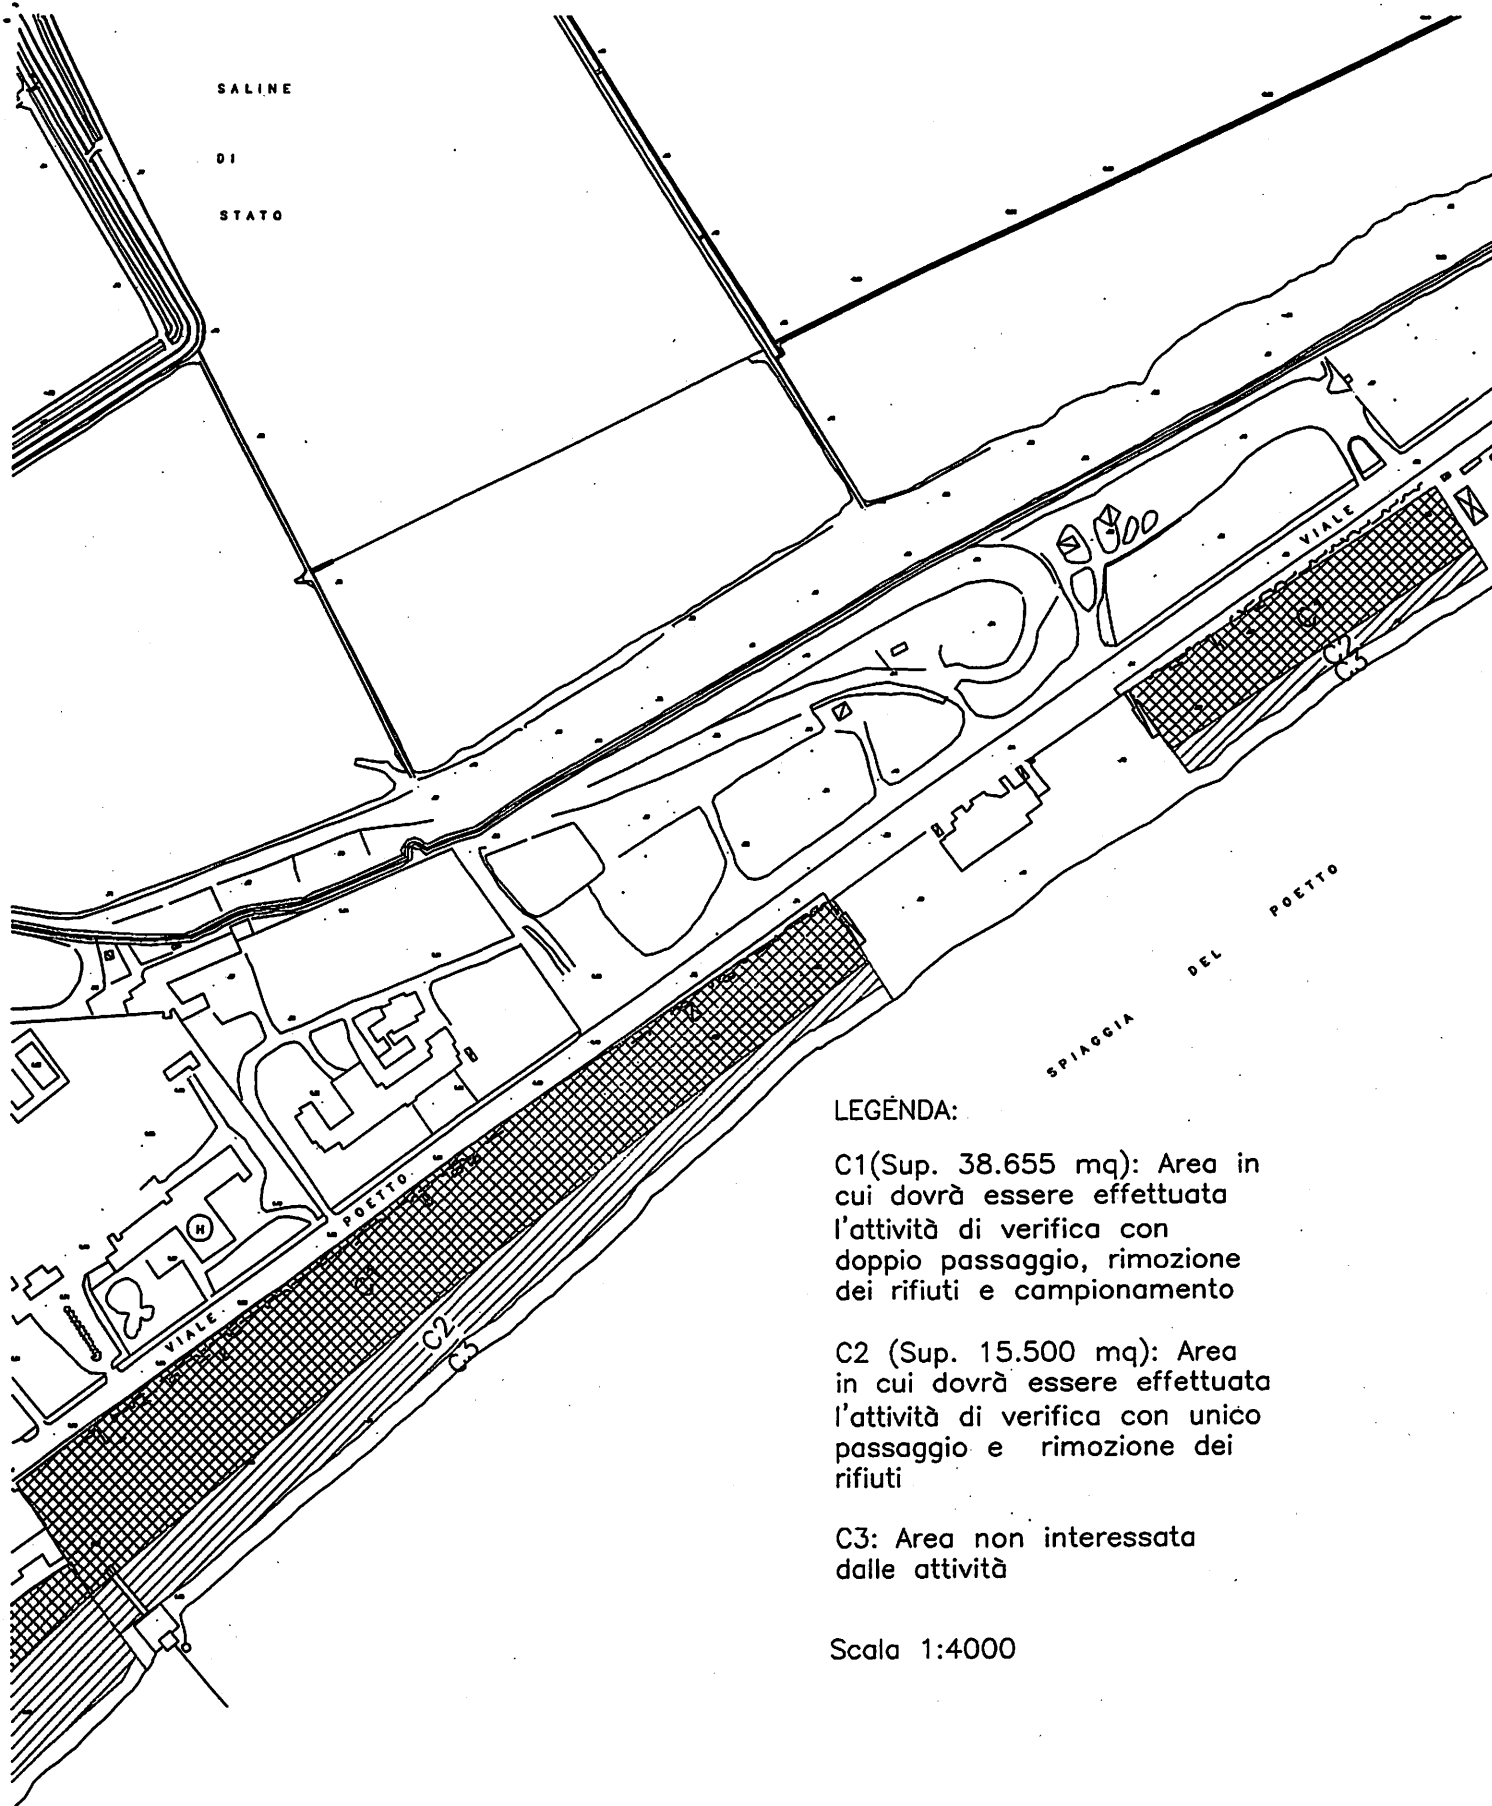 SALINE
DI
STATO
VIALE
C1
C2
C3
POETTO
DEL
SPIAGGIA
POETTO
H
VIALE
C1
C2
C3
LEGENDA:
C1(Sup. 38.655 mq): Area in
cui dovrà essere effettuata
l'attività di verifica con
doppio passaggio, rimozione
dei rifiuti e campionamento
C2 (Sup. 15.500 mq): Area
in cui dovrà essere effettuata
l'attività di verifica con unico
passaggio e rimozione dei
rifiuti
C3: Area non interessata
dalle attività
Scala 1:4000